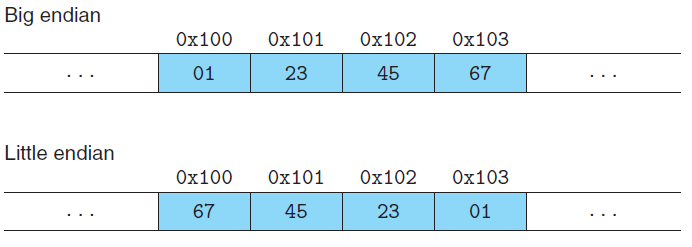 Big endian
0x100 0x101 0x102 0x103
... 01 23 45 67 ...
Little endian
0x100 0x101 0x102 0x103
... 67 45 23 01 ...